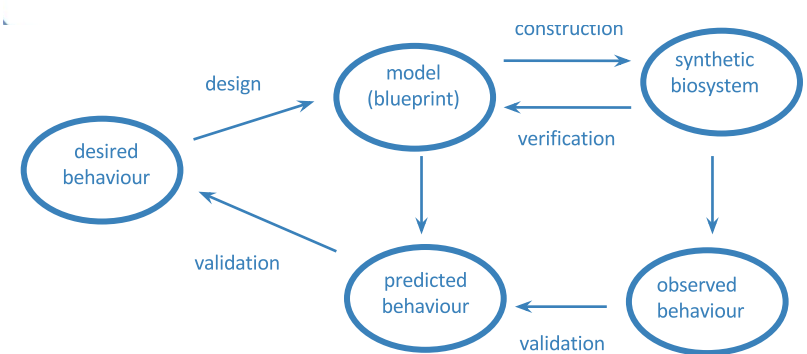 construction
synthetic
biosystem
model
(blueprint)
design
verification
desired
behaviour
validation
predicted
behaviour
observed
behaviour
validation